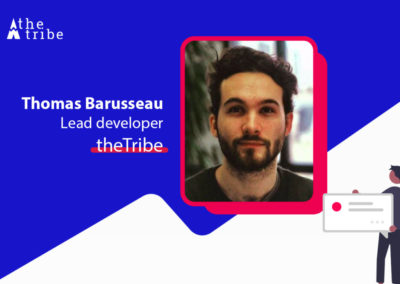 the
tribe
Thomas Barusseau
Lead developer
theTribe